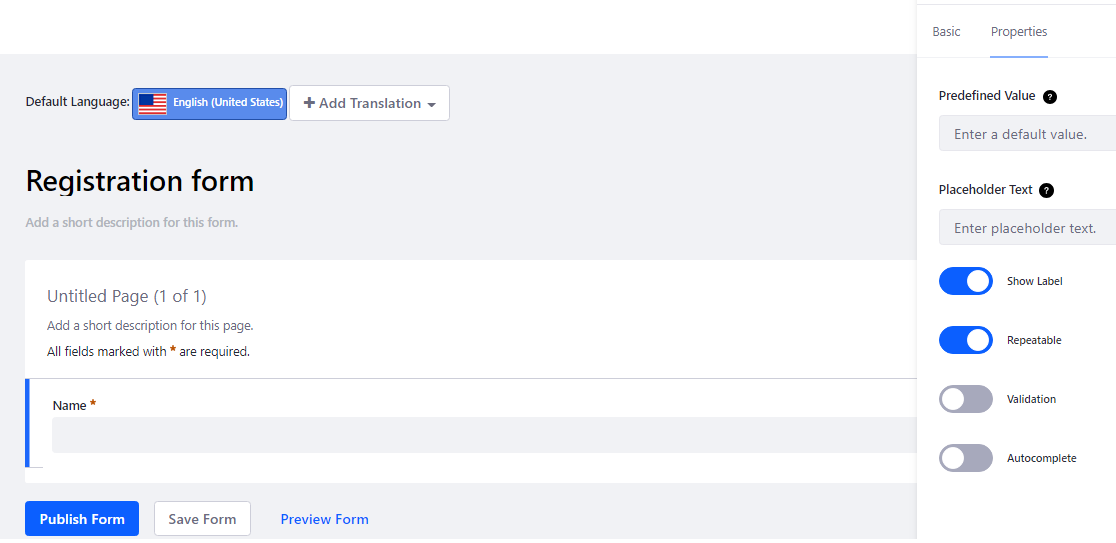 Default Language: English (United States) Add Translation
Registration form
Add a short description for this form.
Untitled Page (1 of 1)
Add a short description for this page.
All fields marked with * are required.
Name *
Publish Form Save Form Preview Form
Basic Properties
Predefined Value ?
Enter a default value.
Placeholder Text ?
Enter placeholder text.
Show Label
Repeatable
Validation
Autocomplete